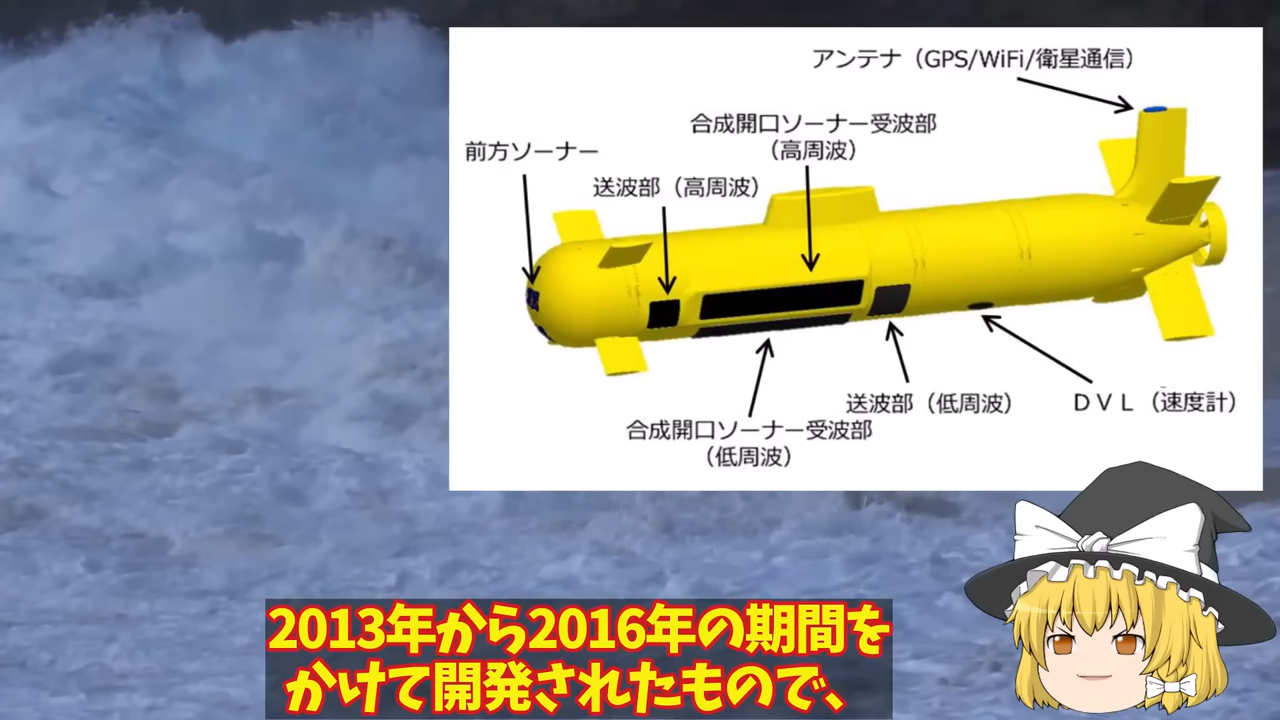 アンテナ（GPS/WiFi/衛星通信）
合成開口ソーナー受波部
（高周波）
前方ソーナー
送波部（高周波）
送波部（低周波）
ＤＶＬ（速度計）
合成開口ソーナー受波部
（低周波）
2013年から2016年の期間を
かけて開発されたもので、